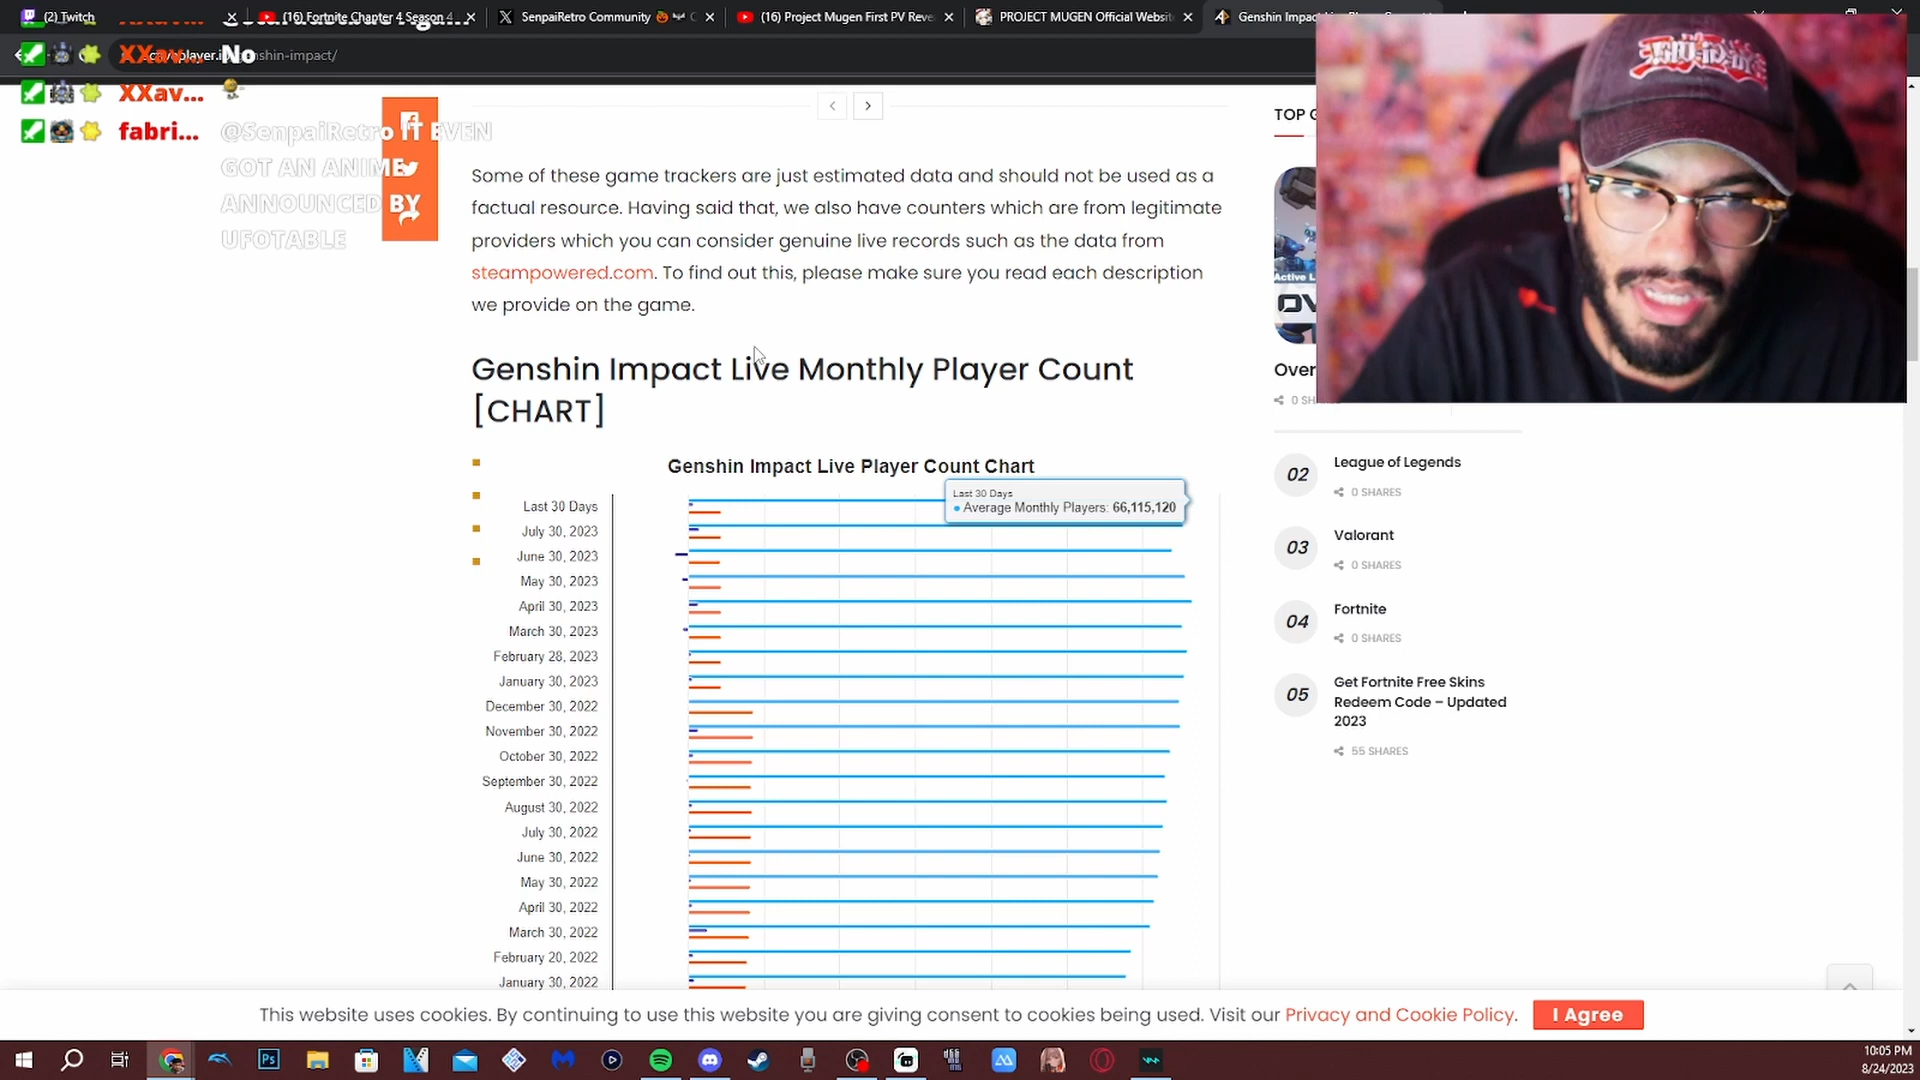 (2) Twitch
(16) Fortnite Chapter 4 Season 4
SenpaiRetro Community
(16) Project Mugen First PV Reve
PROJECT MUGEN Official Websit
Genshin Impact
XXav... No
nshin-impact/
XXav...
fabri... @SenpaiRetro IT EVEN
GOT AN ANIME
ANNOUNCED BY
UFOTABLE
TOP G
Some of these game trackers are just estimated data and should not be used as a
factual resource. Having said that, we also have counters which are from legitimate
providers which you can consider genuine live records such as the data from
steampowered.com. To find out this, please make sure you read each description
we provide on the game.
Active L
OV
Over
0 SH
Genshin Impact Live Monthly Player Count
[CHART]
Genshin Impact Live Player Count Chart
Last 30 Days
Average Monthly Players: 66,115,120
Last 30 Days
July 30, 2023
June 30, 2023
May 30, 2023
April 30, 2023
March 30, 2023
February 28, 2023
January 30, 2023
December 30, 2022
November 30, 2022
October 30, 2022
September 30, 2022
August 30, 2022
July 30, 2022
June 30, 2022
May 30, 2022
April 30, 2022
March 30, 2022
February 20, 2022
January 30, 2022
02 League of Legends
0 SHARES
03 Valorant
0 SHARES
04 Fortnite
0 SHARES
05 Get Fortnite Free Skins
Redeem Code – Updated
2023
55 SHARES
This website uses cookies. By continuing to use this website you are giving consent to cookies being used. Visit our Privacy and Cookie Policy. I Agree
Ps
10:05 PM
8/24/2023